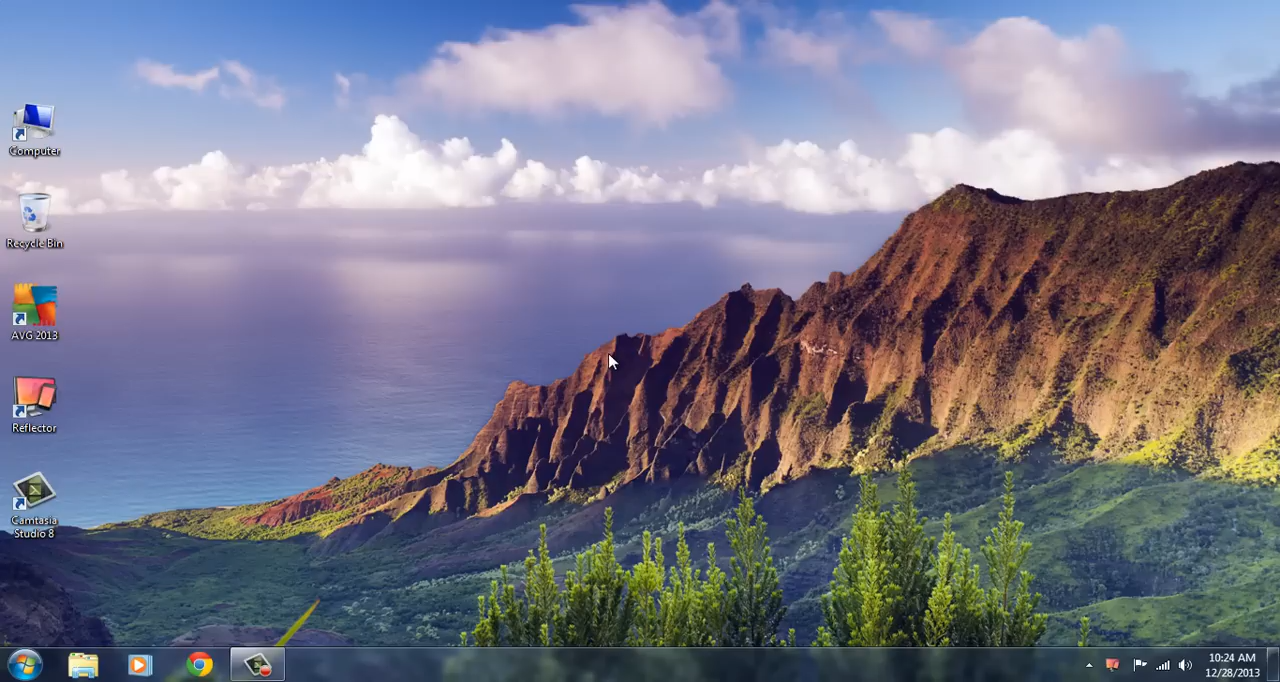 Computer
Recycle Bin
AVG 2013
Reflector
Camtasia
Studio 8
10:24 AM
12/28/2013